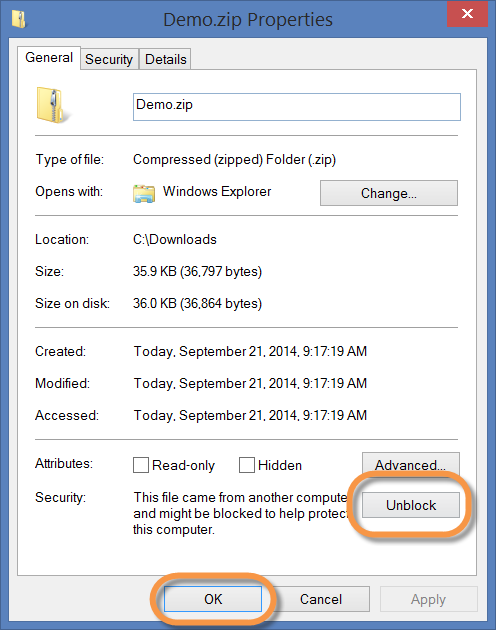 Demo.zip Properties
General Security Details
Demo.zip
Type of file: Compressed (zipped) Folder (.zip)
Opens with: Windows Explorer Change...
Location: C:\Downloads
Size: 35.9 KB (36,797 bytes)
Size on disk: 36.0 KB (36,864 bytes)
Created: Today, September 21, 2014, 9:17:19 AM
Modified: Today, September 21, 2014, 9:17:19 AM
Accessed: Today, September 21, 2014, 9:17:19 AM
Attributes: Read-only Hidden Advanced...
Security: This file came from another computer
and might be blocked to help protect Unblock
this computer.
OK Cancel Apply